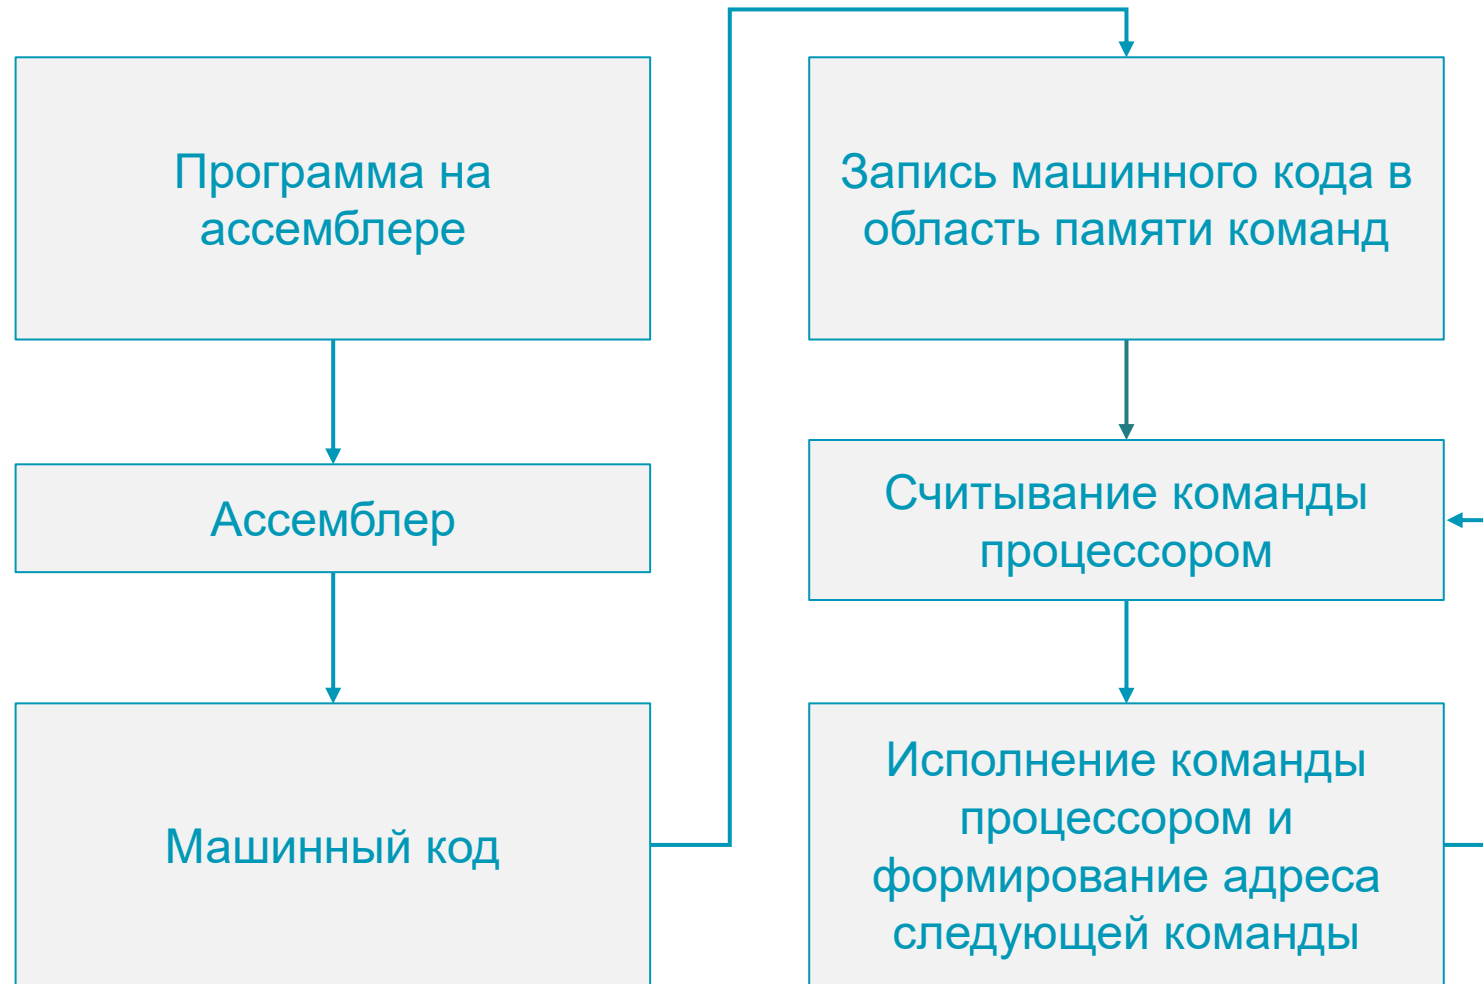 Программа на
ассемблере
Ассемблер
Машинный код
Запись машинного кода в
область памяти команд
Считывание команды
процессором
Исполнение команды
процессором и
формирование адреса
следующей команды